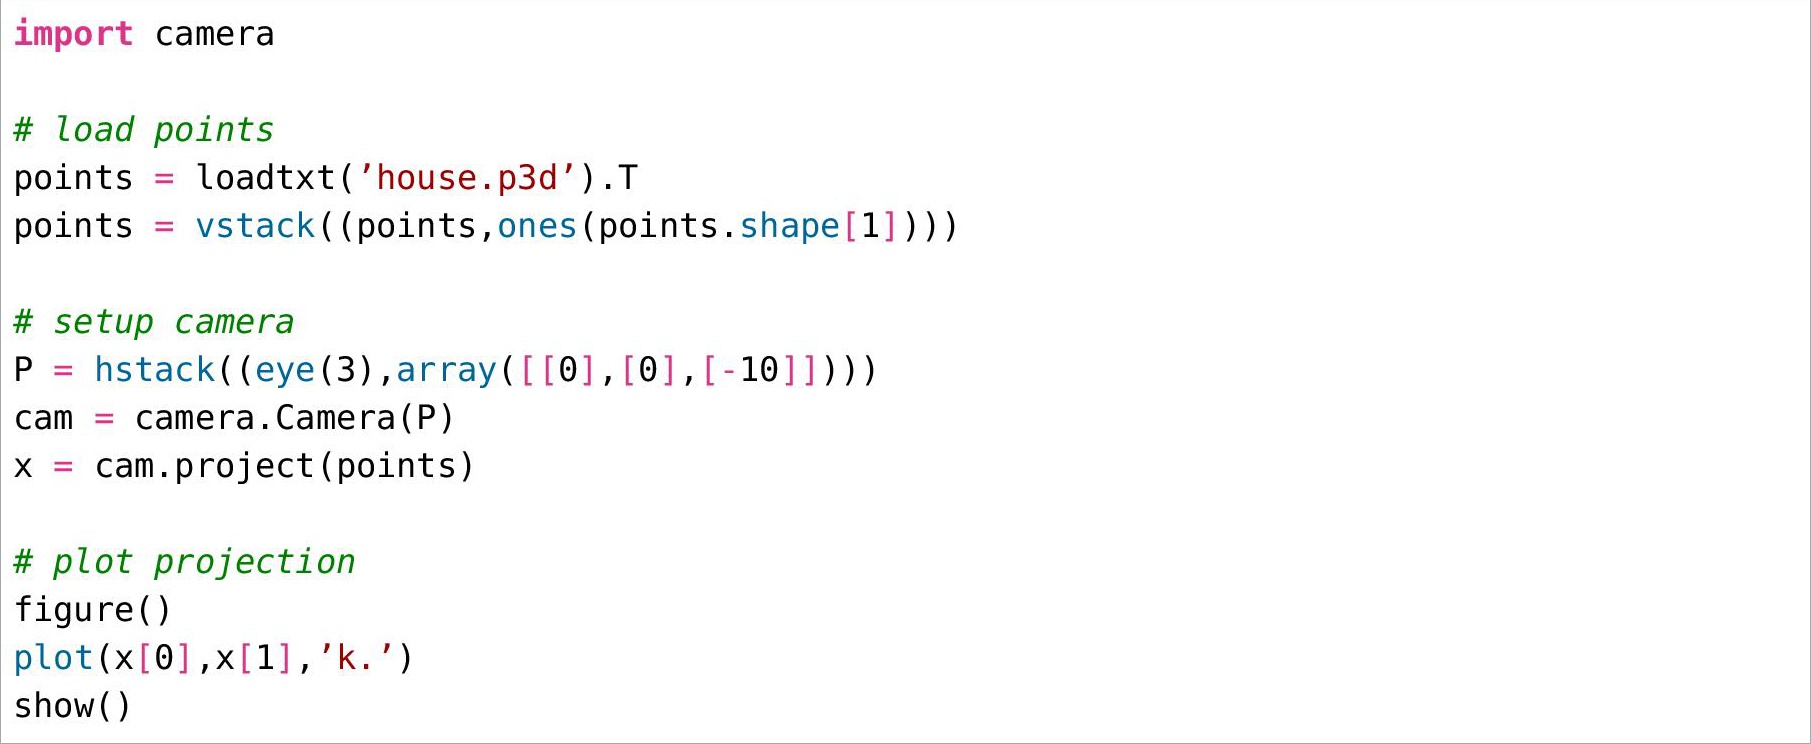 import camera
# load points
points = loadtxt(’house.p3d’).T
points = vstack((points,ones(points.shape[1])))
# setup camera
P = hstack((eye(3),array([[0],[0],[-10]])))
cam = camera.Camera(P)
x = cam.project(points)
# plot projection
figure()
plot(x[0],x[1],’k.’)
show()